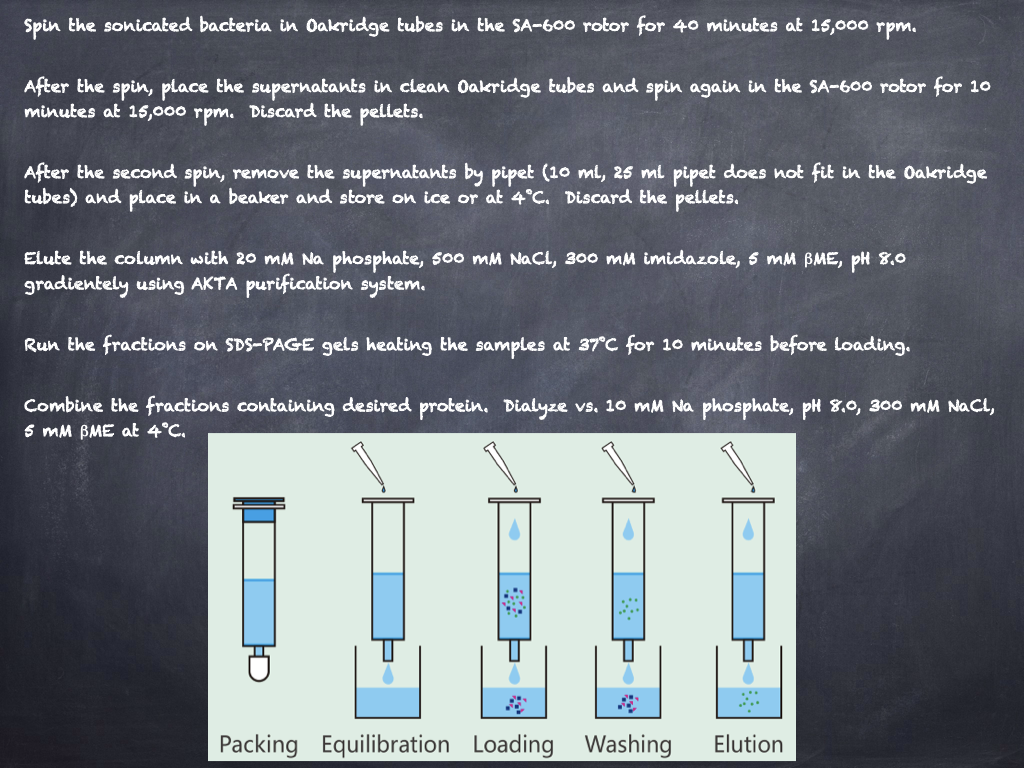 Spin the sonicated bacteria in Oakridge tubes in the SA-600 rotor for 40 minutes at 15,000 rpm.
After the spin, place the supernatants in clean Oakridge tubes and spin again in the SA-600 rotor for 10
minutes at 15,000 rpm.  Discard the pellets.
After the second spin, remove the supernatants by pipet (10 ml, 25 ml pipet does not fit in the Oakridge
tubes) and place in a beaker and store on ice or at 4°C.  Discard the pellets.
Elute the column with 20 mM Na phosphate, 500 mM NaCl, 300 mM imidazole, 5 mM βME, pH 8.0
gradientely using AKTA purification system.
Run the fractions on SDS-PAGE gels heating the samples at 37°C for 10 minutes before loading.
Combine the fractions containing desired protein.  Dialyze vs. 10 mM Na phosphate, pH 8.0, 300 mM NaCl,
5 mM βME at 4°C.
Packing Equilibration Loading Washing Elution